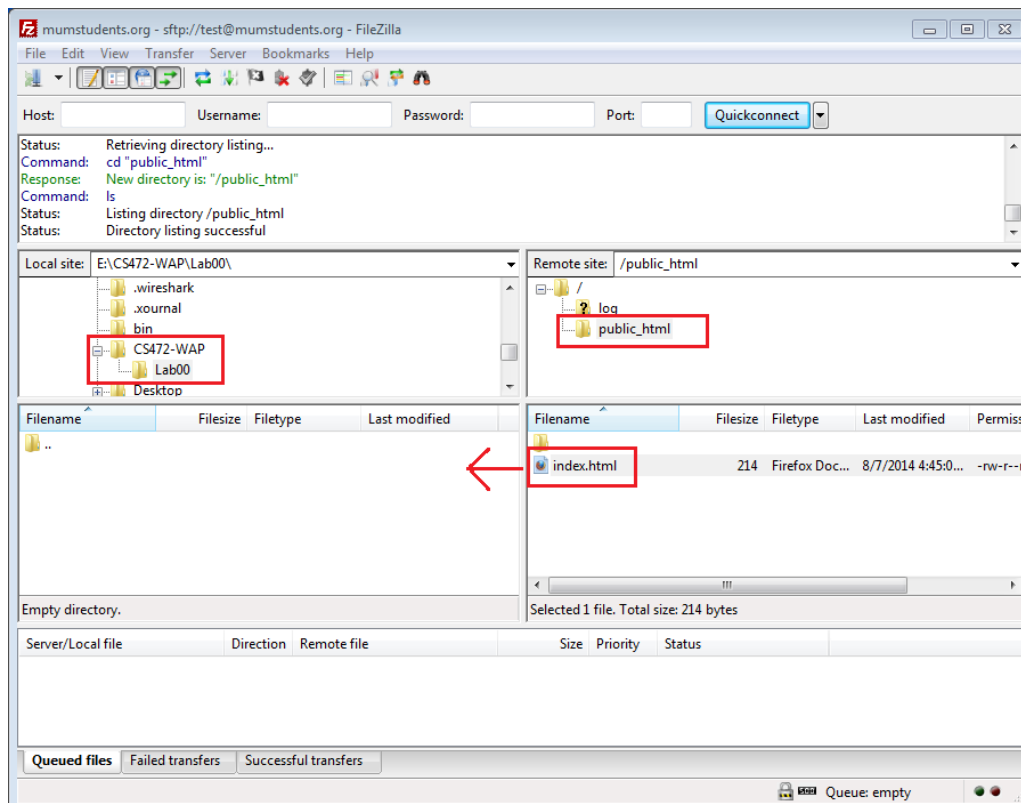 mumstudents.org - sftp://test@mumstudents.org - FileZilla
File Edit View Transfer Server Bookmarks Help
Host: Username: Password: Port: Quickconnect
Status: Retrieving directory listing...
Command: cd "public_html"
Response: New directory is: "/public_html"
Command: ls
Status: Listing directory /public_html
Status: Directory listing successful
Local site: E:\CS472-WAP\Lab00\
.wireshark
.xournal
bin
CS472-WAP
Lab00
Desktop
Remote site: /public_html
/
? log
public_html
Filename Filesize Filetype Last modified
..
Empty directory.
Filename Filesize Filetype Last modified Permiss
index.html 214 Firefox Doc... 8/7/2014 4:45:0... -rw-r--r
Selected 1 file. Total size: 214 bytes
Server/Local file Direction Remote file Size Priority Status
Queued files Failed transfers Successful transfers
Queue: empty